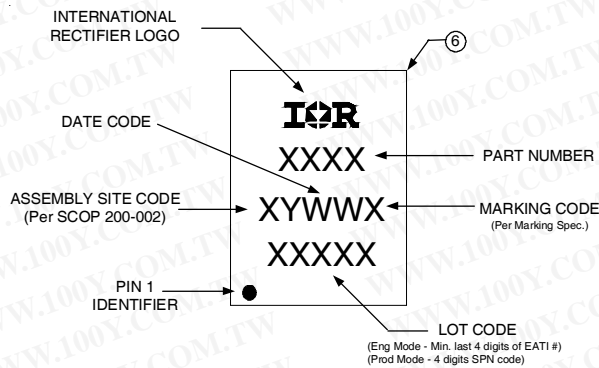 INTERNATIONAL
RECTIFIER LOGO
6
IOR
DATE CODE
XXXX
PART NUMBER
ASSEMBLY SITE CODE
(Per SCOP 200-002)
XYWWX
MARKING CODE
(Per Marking Spec.)
XXXXX
PIN 1
IDENTIFIER
LOT CODE
(Eng Mode - Min. last 4 digits of EATI #)
(Prod Mode - 4 digits SPN code)
WWW.100Y.COM.TW